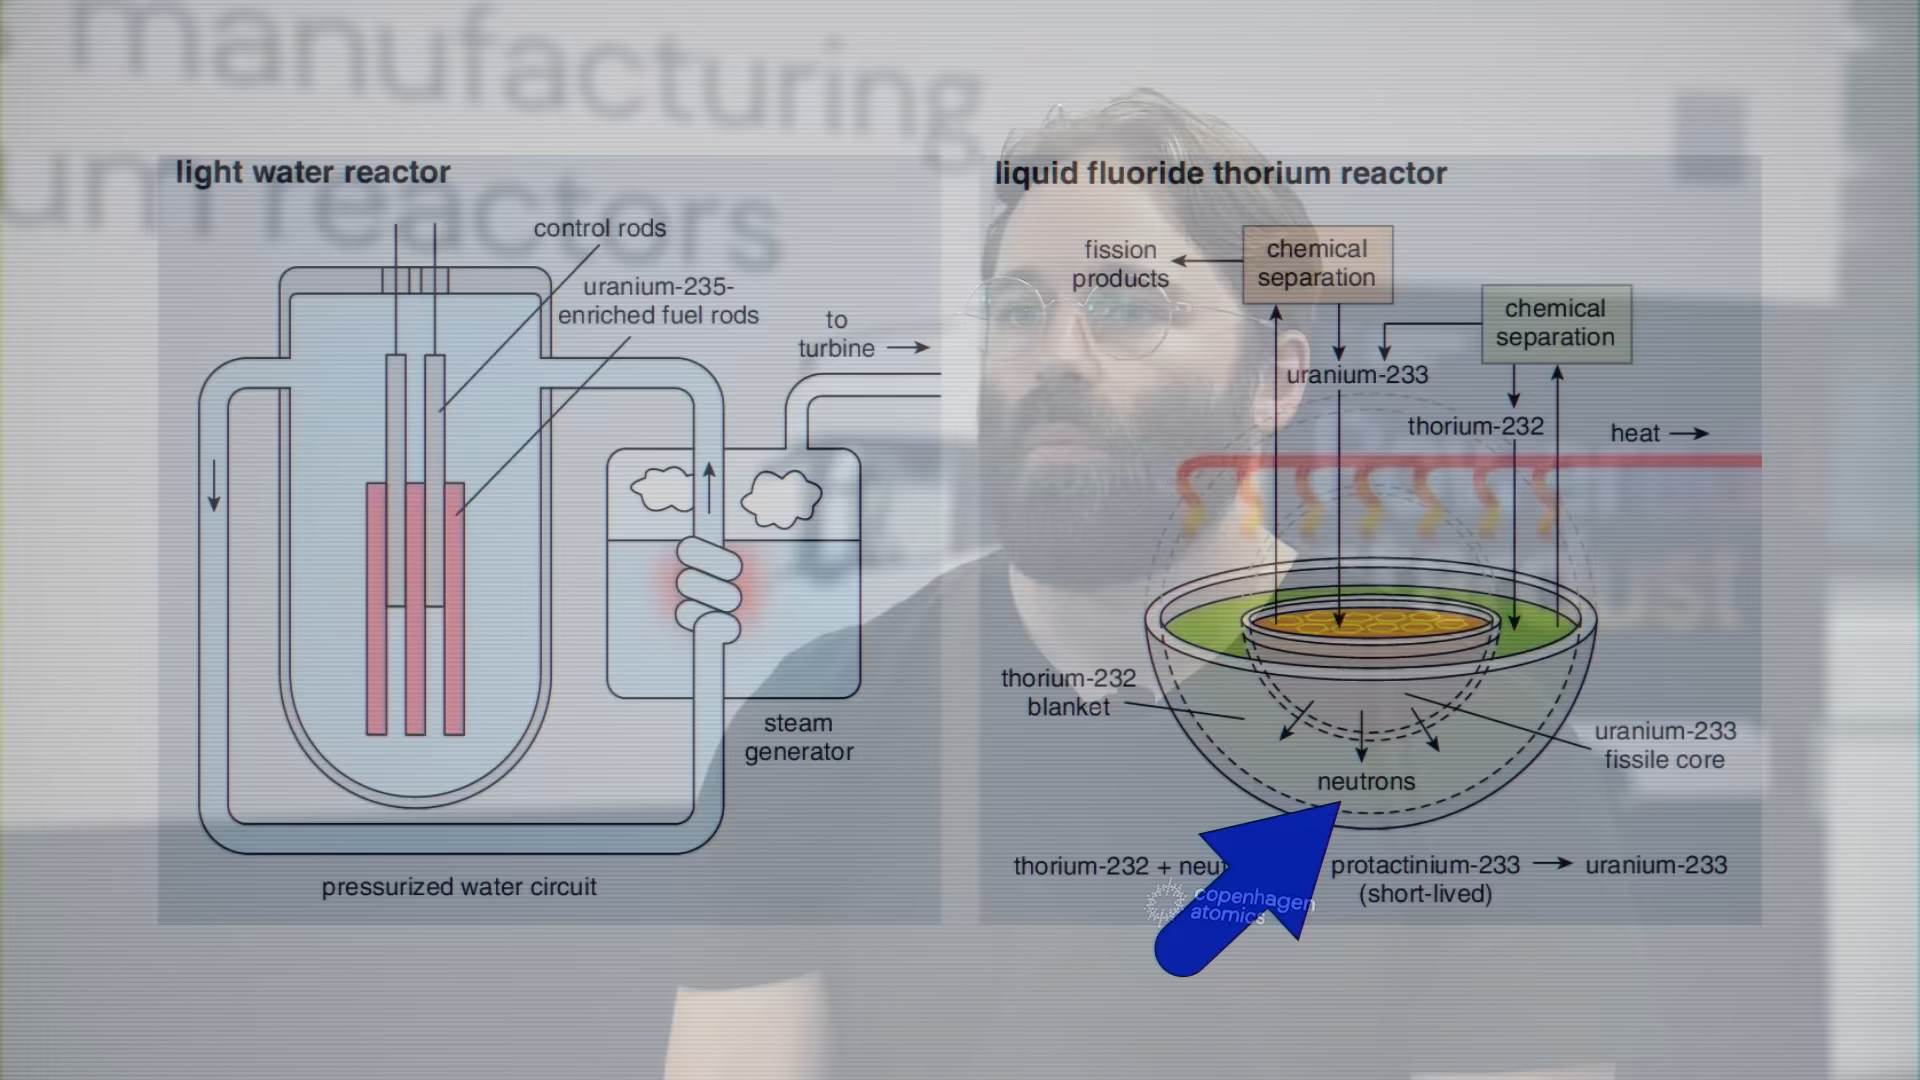 manufacturing
reactors
light water reactor
control rods
uranium-235-
enriched fuel rods
to
turbine
steam
generator
pressurized water circuit
liquid fluoride thorium reactor
fission
products
chemical
separation
chemical
separation
uranium-233
thorium-232
heat
thorium-232
blanket
uranium-233
fissile core
neutrons
thorium-232 +
protactinium-233
uranium-233
(short-lived)
copenhagen
atomics